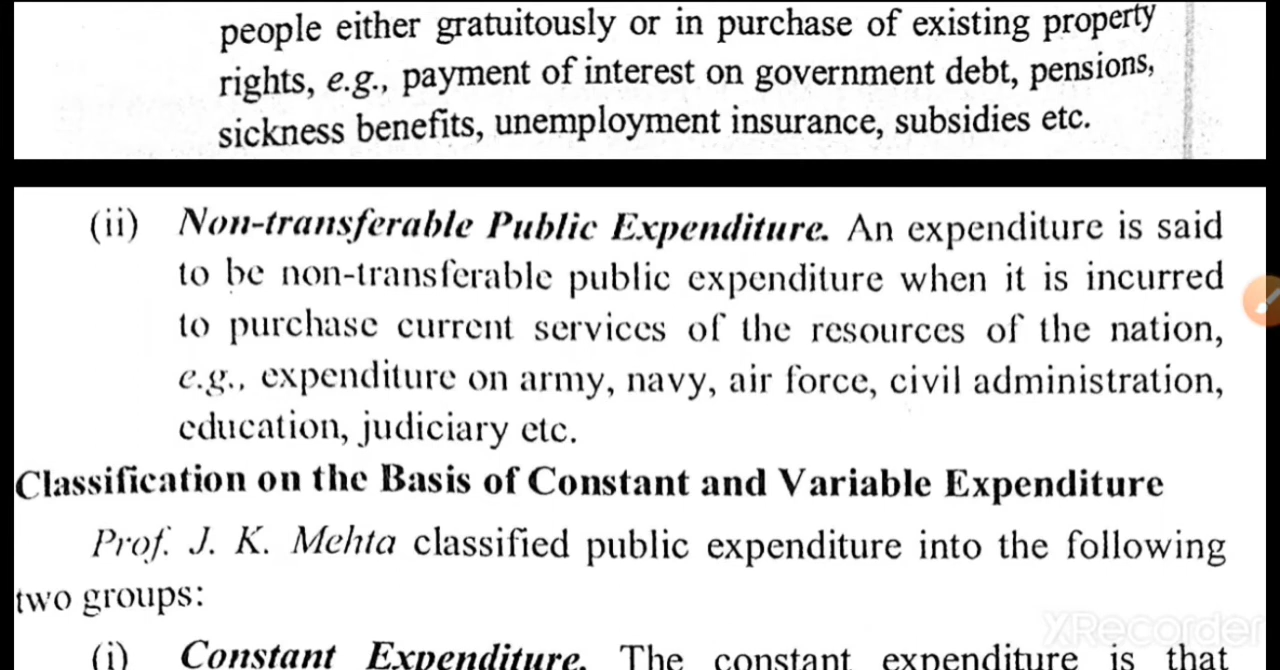 people either gratuitously or in purchase of existing property
rights, e.g., payment of interest on government debt, pensions,
sickness benefits, unemployment insurance, subsidies etc.
(ii) Non-transferable Public Expenditure. An expenditure is said
to be non-transferable public expenditure when it is incurred
to purchase current services of the resources of the nation,
e.g., expenditure on army, navy, air force, civil administration,
education, judiciary etc.
Classification on the Basis of Constant and Variable Expenditure
Prof. J. K. Mehta classified public expenditure into the following
two groups:
(i) Constant Expenditure. The constant expenditure is that
XRecorder